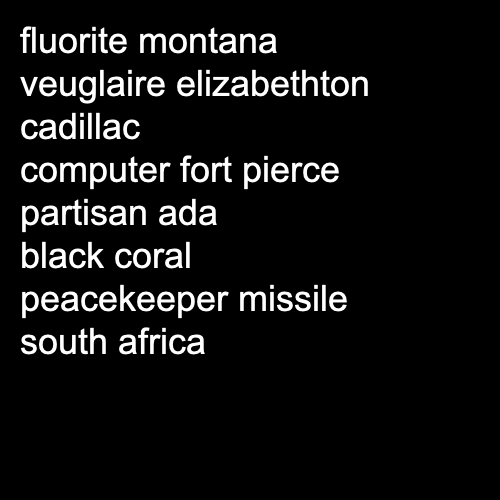 fluorite montana
veuglaire elizabethton
cadillac
computer fort pierce
partisan ada
black coral
peacekeeper missile
south africa